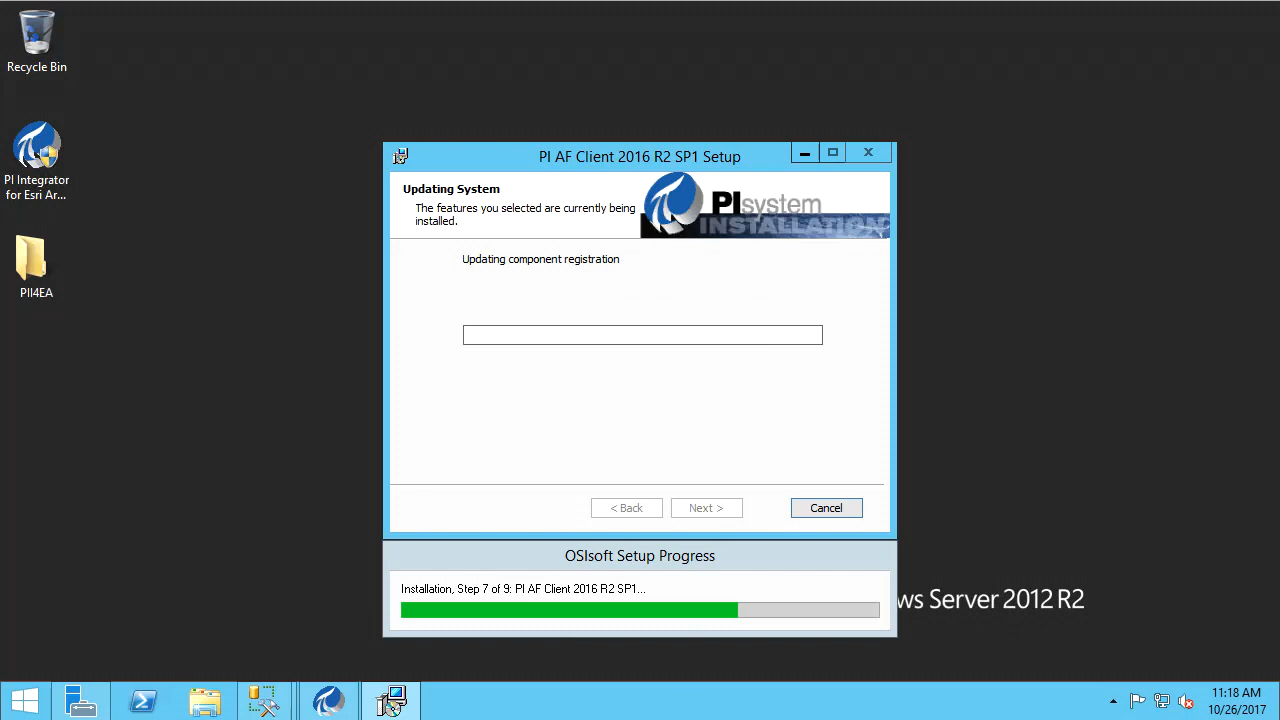 Recycle Bin
PI Integrator
for Esri Ar...
PII4EA
PI AF Client 2016 R2 SP1 Setup
Updating System
The features you selected are currently being
installed.
PIsystem
INSTALLATION
Updating component registration
< Back
Next >
Cancel
OSIsoft Setup Progress
Installation, Step 7 of 9: PI AF Client 2016 R2 SP1...
ws Server 2012 R2
11:18 AM
10/26/2017